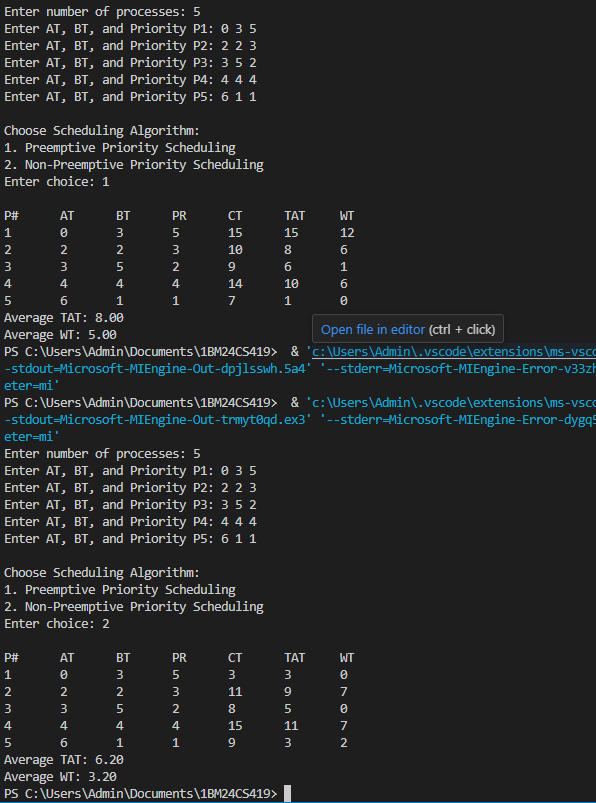 Enter number of processes: 5
Enter AT, BT, and Priority P1: 0 3 5
Enter AT, BT, and Priority P2: 2 2 3
Enter AT, BT, and Priority P3: 3 5 2
Enter AT, BT, and Priority P4: 4 4 4
Enter AT, BT, and Priority P5: 6 1 1
Choose Scheduling Algorithm:
1. Preemptive Priority Scheduling
2. Non-Preemptive Priority Scheduling
Enter choice: 1
P# AT BT PR CT TAT WT
1 0 3 5 15 15 12
2 2 2 3 10 8 6
3 3 5 2 9 6 1
4 4 4 4 14 10 6
5 6 1 1 7 1 0
Average TAT: 8.00
Average WT: 5.00
Open file in editor (ctrl + click)
PS C:\Users\Admin\Documents\1BM24CS419>  & 'c:\Users\Admin\.vscode\extensions\ms-vsco
-stdout=Microsoft-MIEngine-Out-dpjlsswh.5a4' '--stderr=Microsoft-MIEngine-Error-v33zh
eter=mi'
PS C:\Users\Admin\Documents\1BM24CS419>  & 'c:\Users\Admin\.vscode\extensions\ms-vsco
-stdout=Microsoft-MIEngine-Out-trmyt0qd.ex3' '--stderr=Microsoft-MIEngine-Error-dygq5
eter=mi'
Enter number of processes: 5
Enter AT, BT, and Priority P1: 0 3 5
Enter AT, BT, and Priority P2: 2 2 3
Enter AT, BT, and Priority P3: 3 5 2
Enter AT, BT, and Priority P4: 4 4 4
Enter AT, BT, and Priority P5: 6 1 1
Choose Scheduling Algorithm:
1. Preemptive Priority Scheduling
2. Non-Preemptive Priority Scheduling
Enter choice: 2
P# AT BT PR CT TAT WT
1 0 3 5 3 3 0
2 2 2 3 11 9 7
3 3 5 2 8 5 0
4 4 4 4 15 11 7
5 6 1 1 9 3 2
Average TAT: 6.20
Average WT: 3.20
PS C:\Users\Admin\Documents\1BM24CS419>